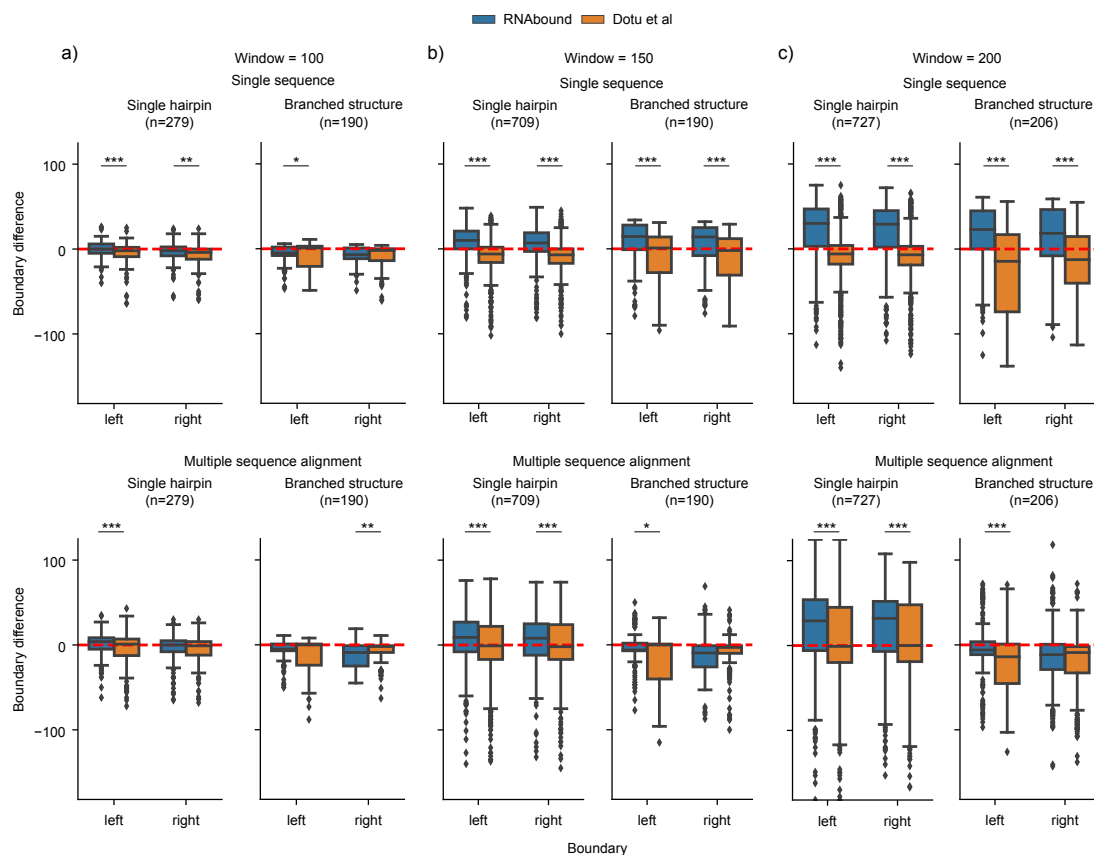 RNAbound Dotu et al
a) Window = 100
Single sequence
Single hairpin
(n=279)
Branched structure
(n=190)
b) Window = 150
Single sequence
Single hairpin
(n=709)
Branched structure
(n=190)
c) Window = 200
Single sequence
Single hairpin
(n=727)
Branched structure
(n=206)
*** ** * *** *** *** *** *** *** *** ***
Boundary difference
100
0
−100
left right left right left right left right left right left right
Multiple sequence alignment
Single hairpin
(n=279)
Branched structure
(n=190)
Multiple sequence alignment
Single hairpin
(n=709)
Branched structure
(n=190)
Multiple sequence alignment
Single hairpin
(n=727)
Branched structure
(n=206)
*** ** *** *** * *** *** ***
Boundary difference
100
0
−100
left right left right left right left right left right left right
Boundary